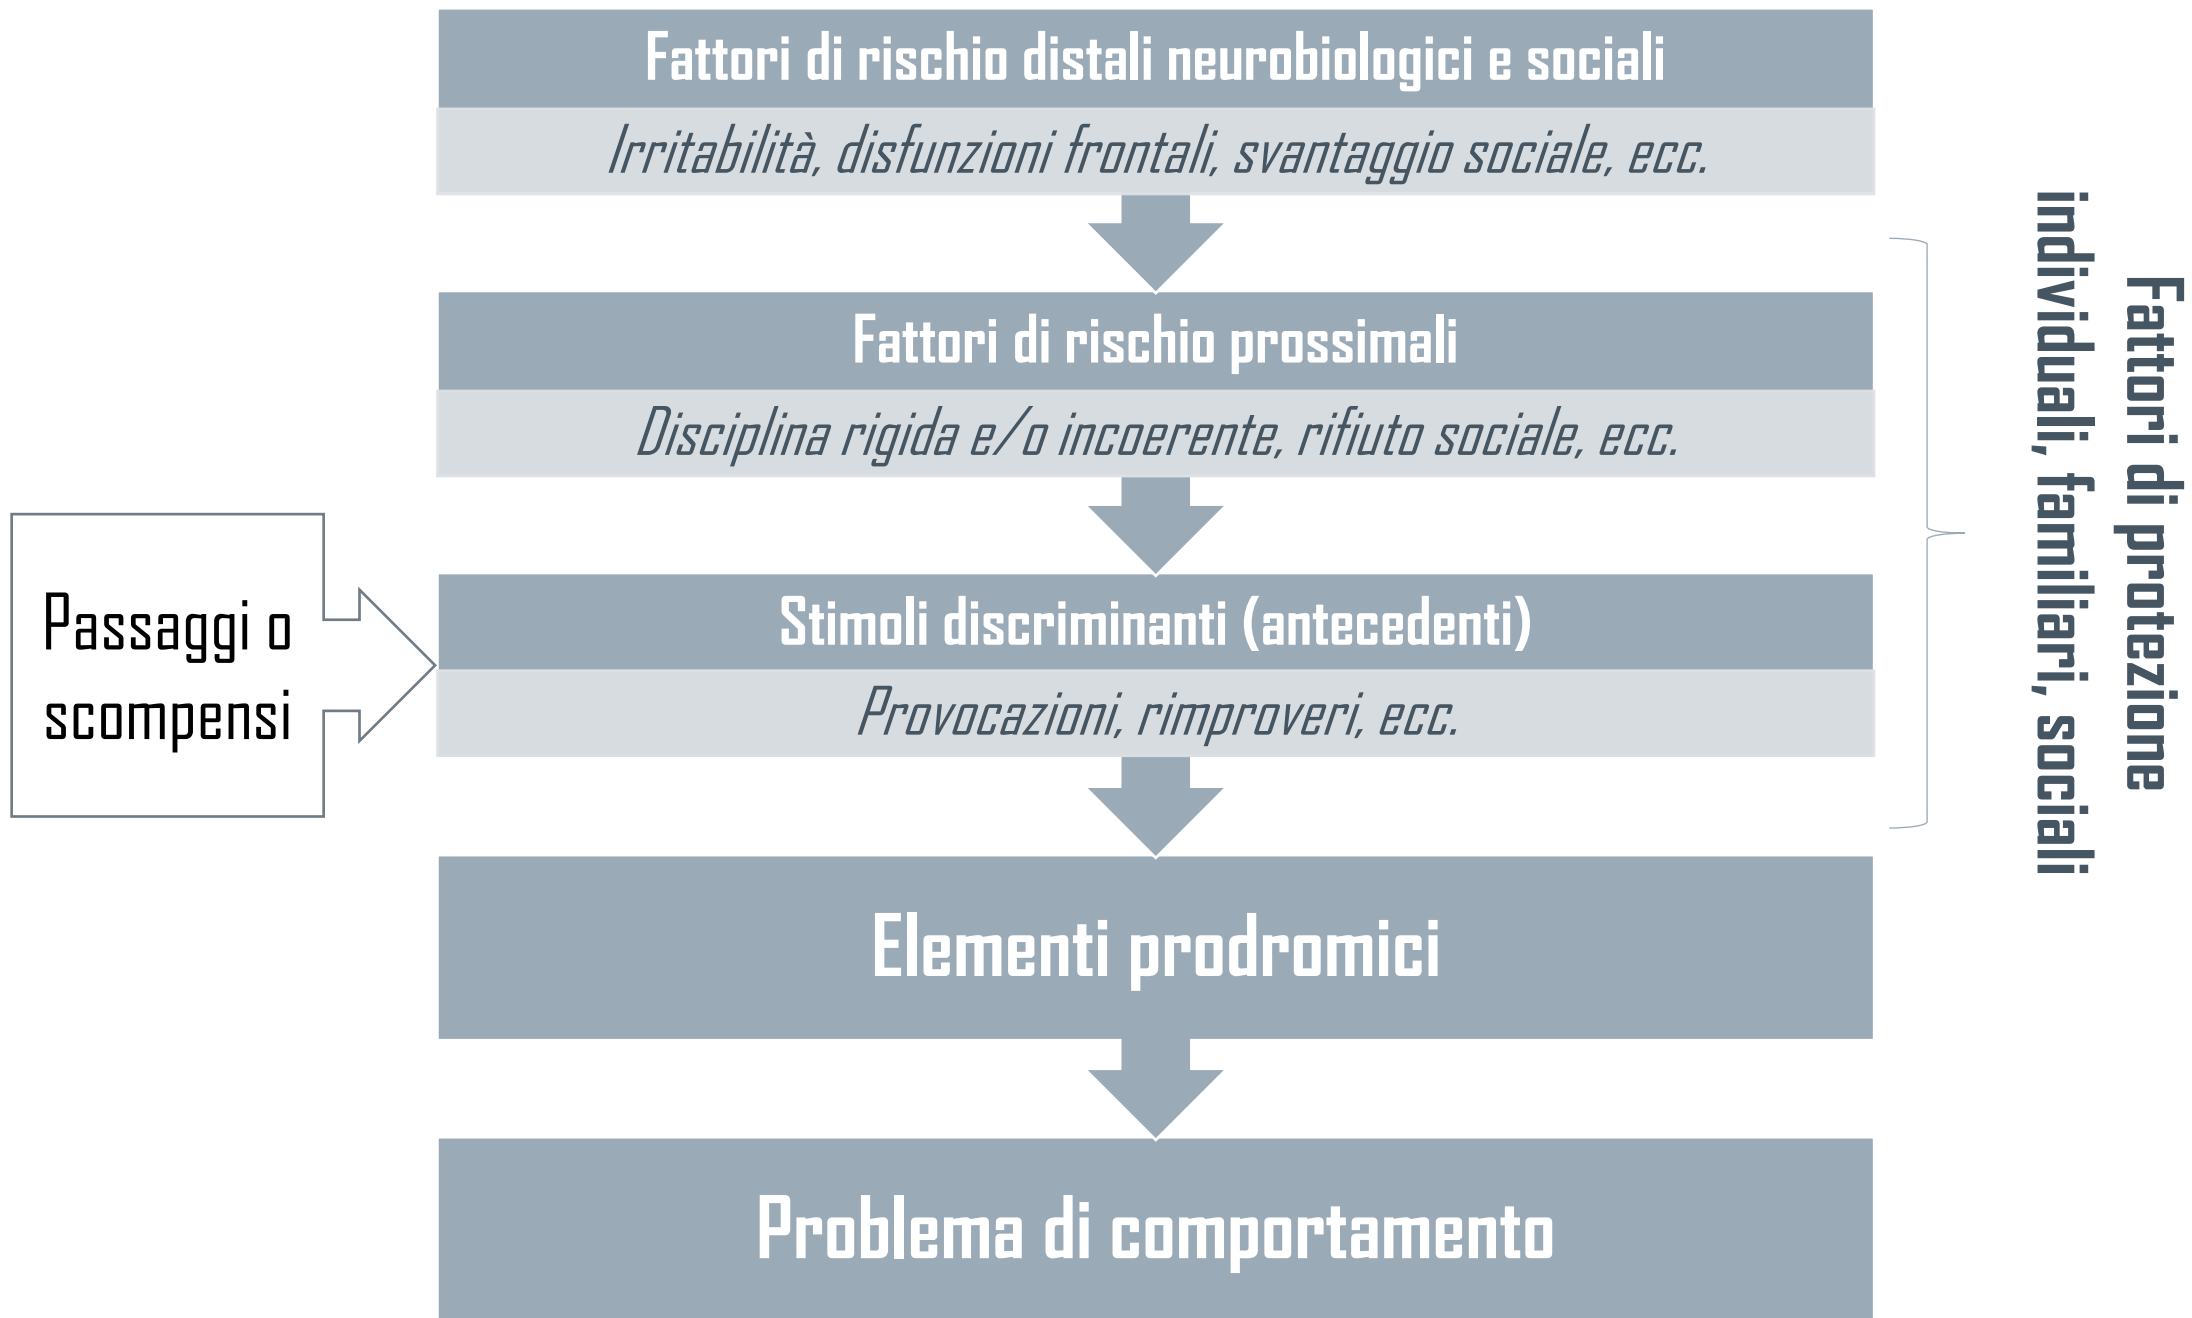 Fattori di rischio distali neurobiologici e sociali
Irritabilità, disfunzioni frontali, svantaggio sociale, ecc.
Fattori di rischio prossimali
Disciplina rigida e/o incoerente, rifiuto sociale, ecc.
Passaggi o
scompensi
Stimoli discriminanti (antecedenti)
Provocazioni, rimproveri, ecc.
Elementi prodromici
Problema di comportamento
Fattori di protezione
individuali, familiari, sociali